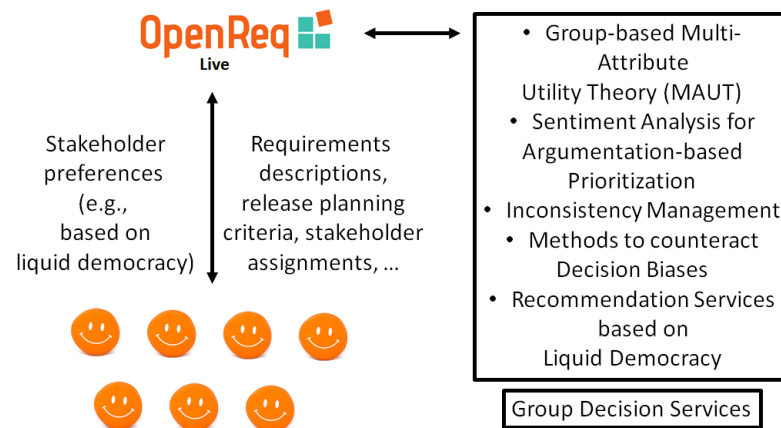 OpenReq
Live
Stakeholder
preferences
(e.g.,
based on
liquid democracy)
Requirements
descriptions,
release planning
criteria, stakeholder
assignments, ...
• Group-based Multi-
Attribute
Utility Theory (MAUT)
• Sentiment Analysis for
Argumentation-based
Prioritization
• Inconsistency Management
• Methods to counteract
Decision Biases
• Recommendation Services
based on
Liquid Democracy
Group Decision Services